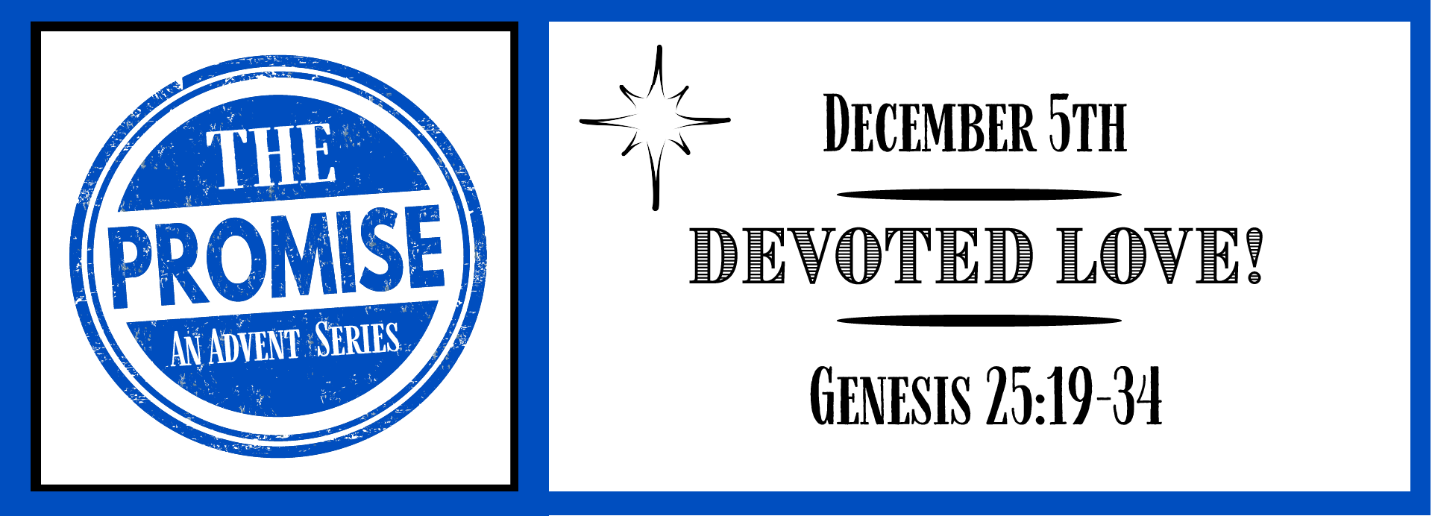 THE
PROMISE
AN ADVENT SERIES
DECEMBER 5TH
DEVOTED LOVE!
GENESIS 25:19-34